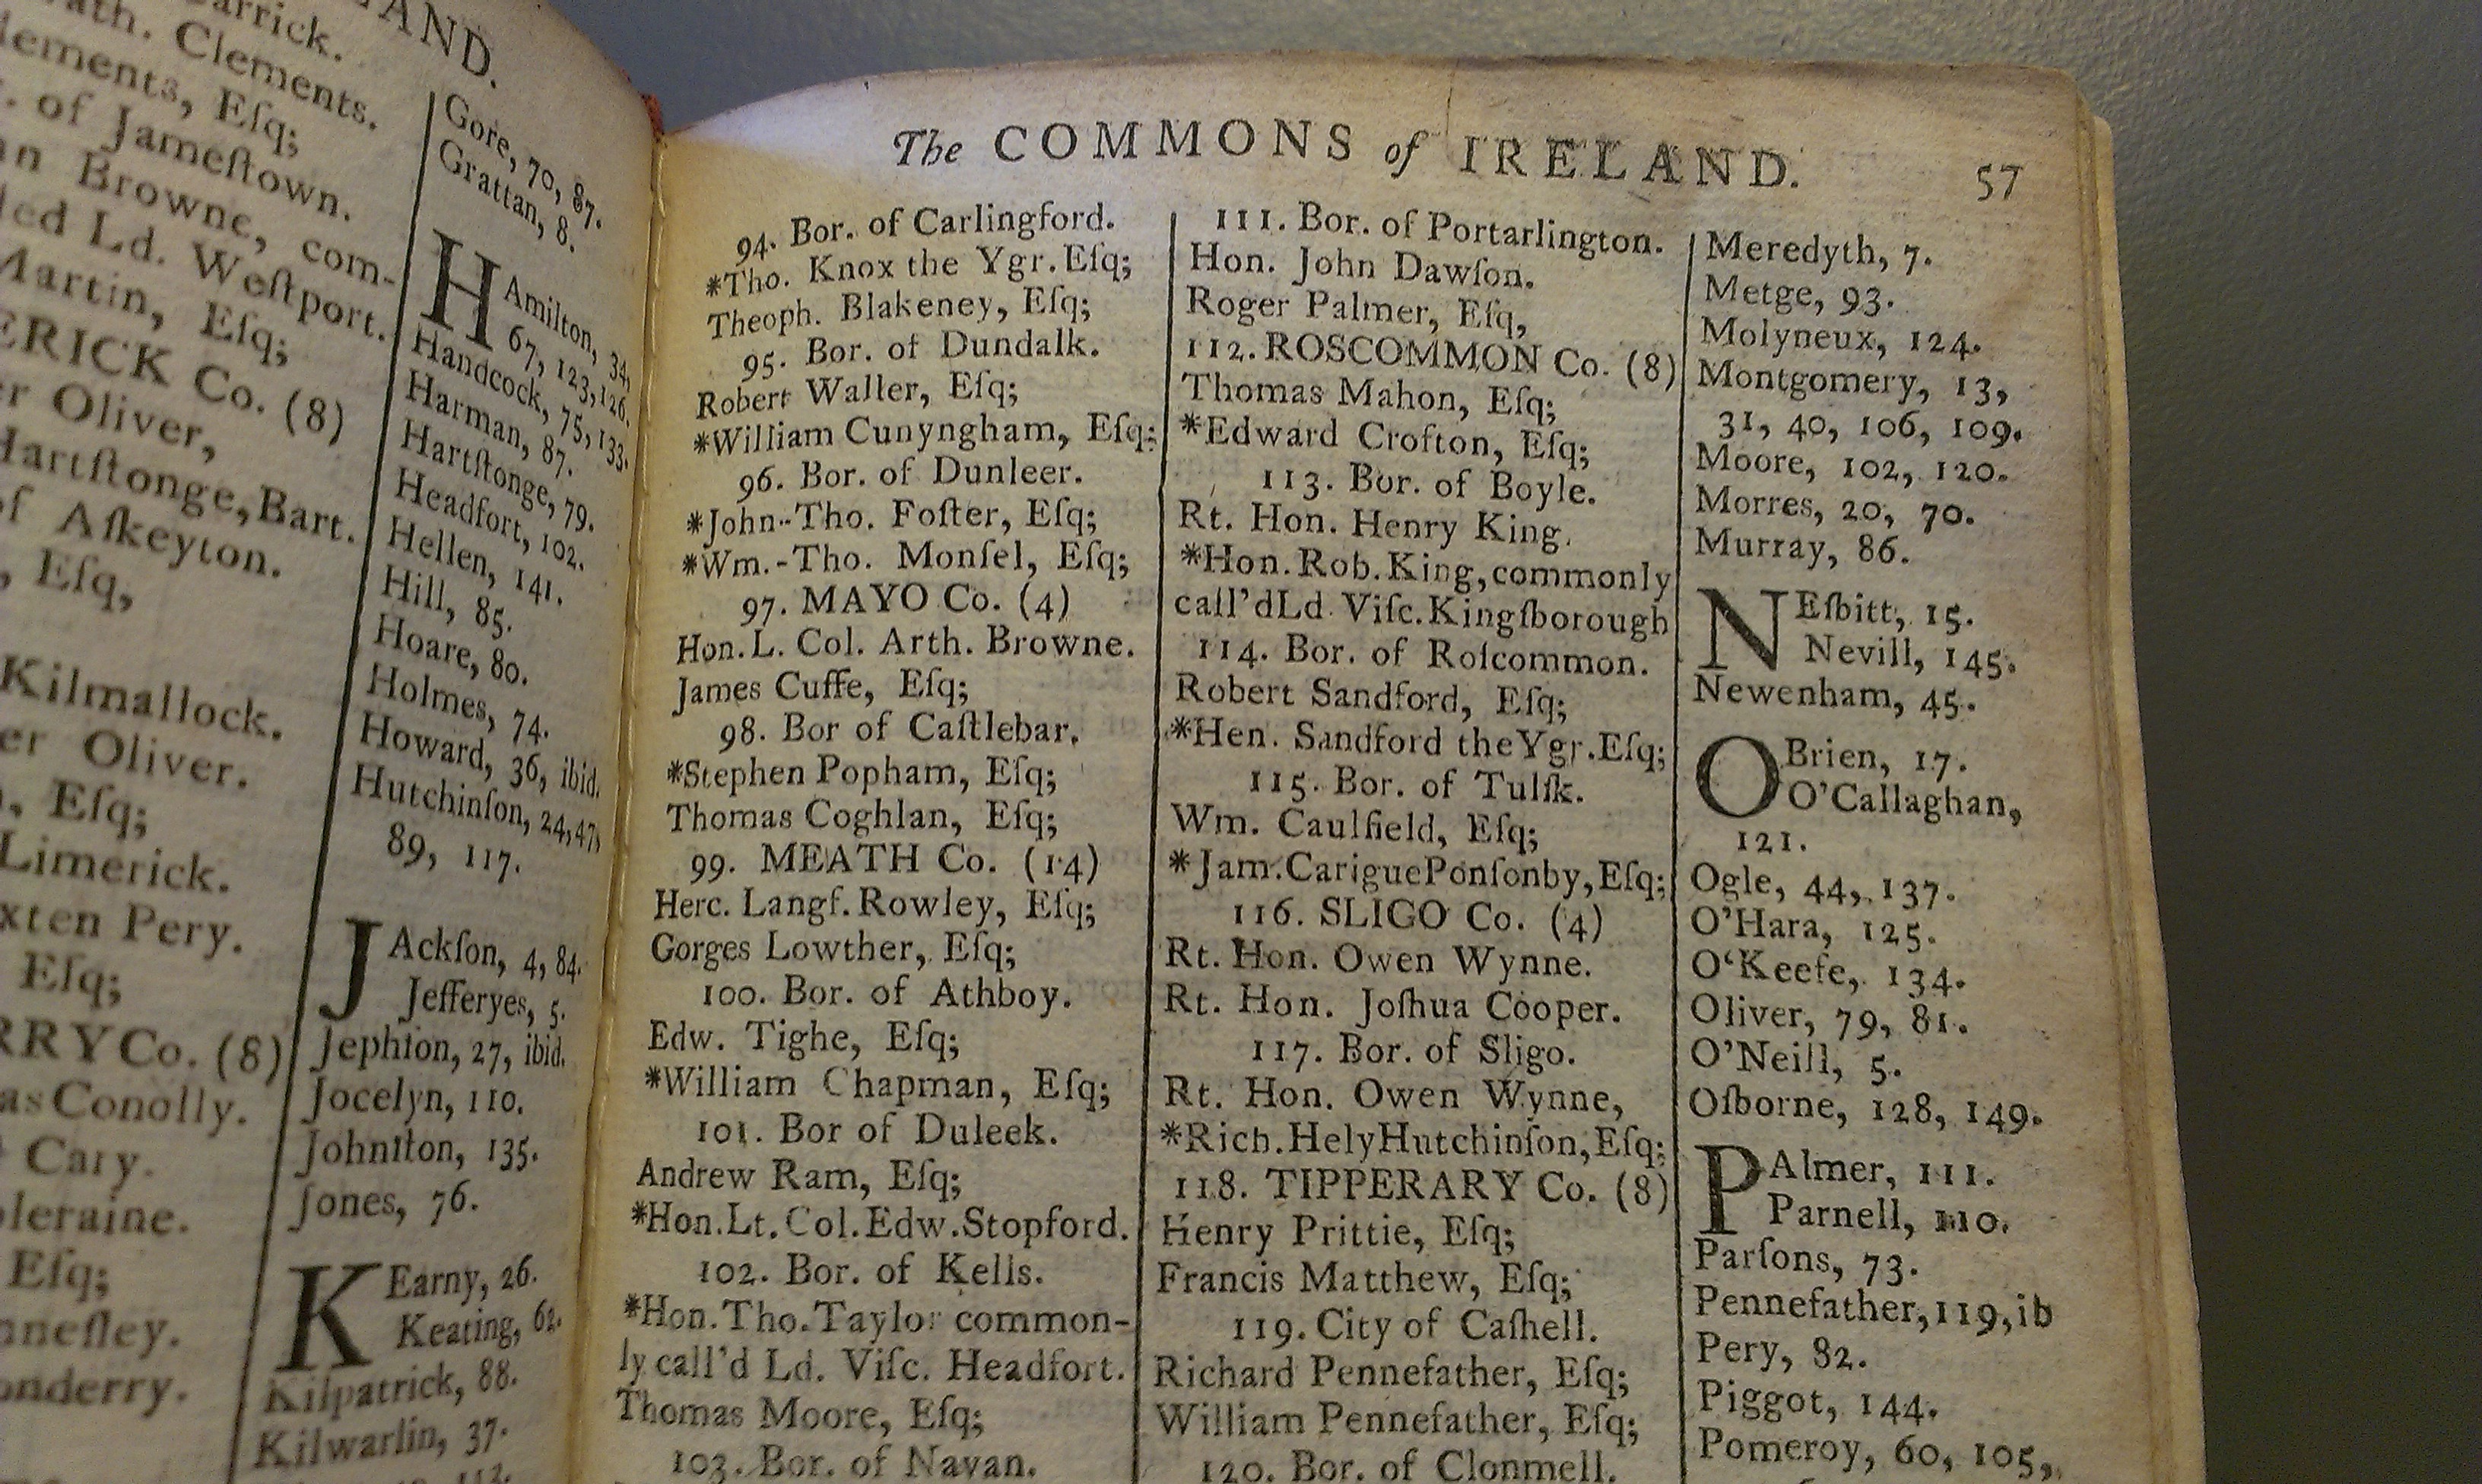 AND.
arrick.
ath. Clements.
lements, Eſq;
. of Jameſtown.
n Browne, com-
led Ld. Weſtport.
Martin, Eſq;
ERICK Co. (8)
er Oliver,
Hartſtonge, Bart.
of Aſkeyton.
, Eſq,
Kilmallock.
er Oliver.
, Eſq;
Limerick.
xten Pery.
Eſq;
RRY Co. (8)
as Conolly.
Cary.
leraine.
Eſq;
nneſley.
onderry.
Gore, 70, 87.
Grattan, 8.
HAmilton, 34,
67, 123, 126.
Handcock, 75, 133.
Harman, 87.
Hartſtonge, 79.
Headfort, 102.
Hellen, 141.
Hill, 85.
Hoare, 80.
Holmes, 74.
Howard, 36, ibid.
Hutchinſon, 24, 47,
89, 117.
JAckſon, 4, 84.
Jefferyes, 5.
Jephſon, 27, ibid.
Jocelyn, 110.
Johnſton, 135.
Jones, 76.
KEarny, 26.
Keating, 62.
Kilpatrick, 88.
Kilwarlin, 37.
The COMMONS of IRELAND. 57
94. Bor. of Carlingford.
*Tho. Knox the Ygr. Eſq;
Theoph. Blakeney, Eſq;
95. Bor. of Dundalk.
Robert Waller, Eſq;
*William Cunyngham, Eſq;
96. Bor. of Dunleer.
*John-Tho. Foſter, Eſq;
*Wm.-Tho. Monſel, Eſq;
97. MAYO Co. (4)
Hon. L. Col. Arth. Browne.
James Cuffe, Eſq;
98. Bor of Caſtlebar.
*Stephen Popham, Eſq;
Thomas Coghlan, Eſq;
99. MEATH Co. (14)
Herc. Langf. Rowley, Eſq;
Gorges Lowther, Eſq;
100. Bor. of Athboy.
Edw. Tighe, Eſq;
*William Chapman, Eſq;
101. Bor of Duleek.
Andrew Ram, Eſq;
*Hon. Lt. Col. Edw. Stopford.
102. Bor. of Kells.
*Hon. Tho. Taylor common-
ly call'd Ld. Viſc. Headfort.
Thomas Moore, Eſq;
103. Bor. of Navan.
111. Bor. of Portarlington.
Hon. John Dawſon.
Roger Palmer, Eſq,
112. ROSCOMMON Co. (8)
Thomas Mahon, Eſq;
*Edward Crofton, Eſq;
113. Bor. of Boyle.
Rt. Hon. Henry King.
*Hon. Rob. King, commonly
call'd Ld. Viſc. Kingſborough
114. Bor. of Roſcommon.
Robert Sandford, Eſq;
*Hen. Sandford the Ygr. Eſq;
115. Bor. of Tulſk.
Wm. Caulfield, Eſq;
*Jam. Carigue Ponſonby, Eſq;
116. SLIGO Co. (4)
Rt. Hon. Owen Wynne.
Rt. Hon. Joſhua Cooper.
117. Bor. of Sligo.
Rt. Hon. Owen Wynne,
*Rich. Hely Hutchinſon, Eſq;
118. TIPPERARY Co. (8)
Henry Prittie, Eſq;
Francis Matthew, Eſq;
119. City of Caſhell.
Richard Pennefather, Eſq;
William Pennefather, Eſq;
120. Bor. of Clonmell.
Meredyth, 7.
Metge, 93.
Molyneux, 124.
Montgomery, 13,
31, 40, 106, 109.
Moore, 102, 120.
Morres, 20, 70.
Murray, 86.
NEſbitt, 15.
Nevill, 145.
Newenham, 45.
OBrien, 17.
O'Callaghan,
121.
Ogle, 44, 137.
O'Hara, 125.
O‘Keefe, 134.
Oliver, 79, 81.
O'Neill, 5.
Oſborne, 128, 149.
PAlmer, 111.
Parnell, 110.
Parſons, 73.
Pennefather, 119, ib
Pery, 82.
Piggot, 144.
Pomeroy, 60, 105,